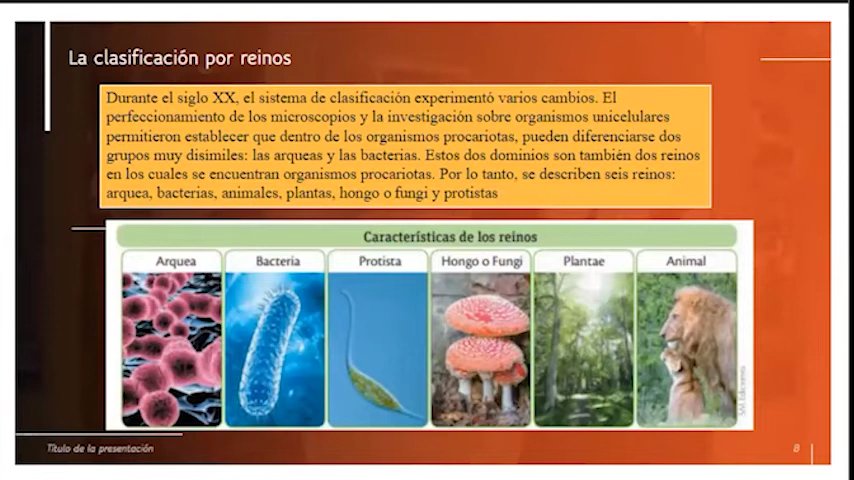 La clasificación por reinos
Durante el siglo XX, el sistema de clasificación experimentó varios cambios. El
perfeccionamiento de los microscopios y la investigación sobre organismos unicelulares
permitieron establecer que dentro de los organismos procariotas, pueden diferenciarse dos
grupos muy disímiles: las arqueas y las bacterias. Estos dos dominios son también dos reinos
en los cuales se encuentran organismos procariotas. Por lo tanto, se describen seis reinos:
arquea, bacterias, animales, plantas, hongo o fungi y protistas
Características de los reinos
Arquea
Bacteria
Protista
Hongo o Fungi
Plantae
Animal
Título de la presentación
8